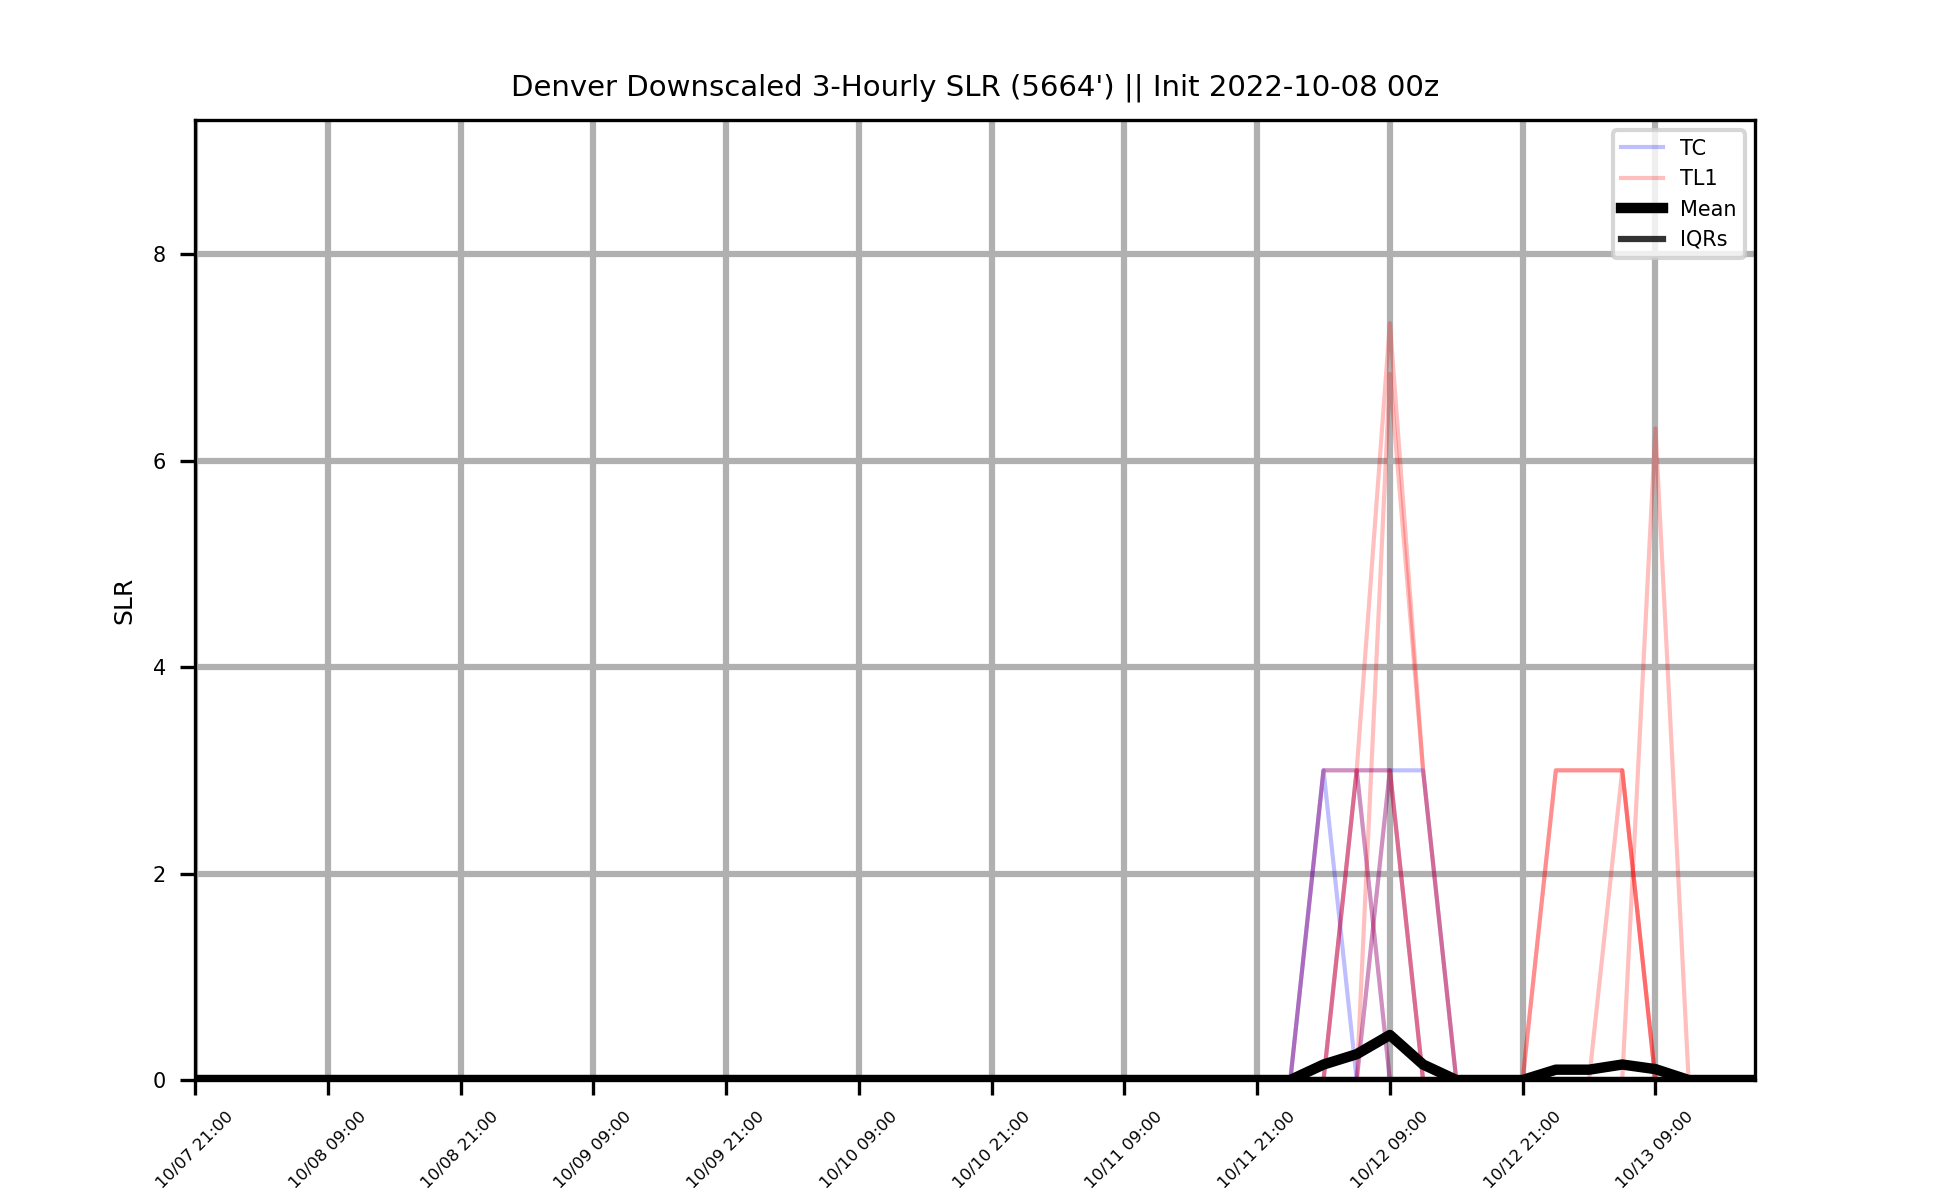 Denver Downscaled 3-Hourly SLR (5664') || Init 2022-10-08 00z
TC
TL1
Mean
IQRs
8
6
4
2
0
SLR
10/07 21:00
10/08 09:00
10/08 21:00
10/09 09:00
10/09 21:00
10/10 09:00
10/10 21:00
10/11 09:00
10/11 21:00
10/12 09:00
10/12 21:00
10/13 09:00